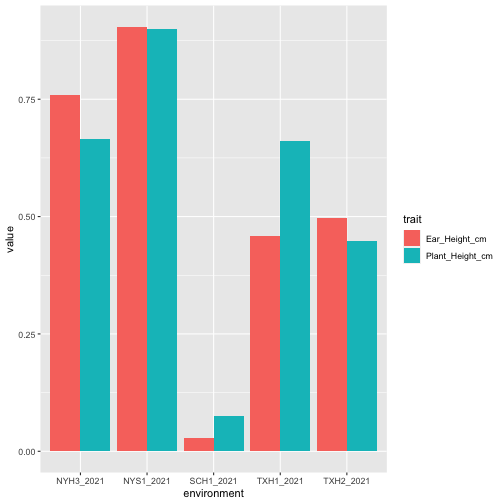 0.75
0.50
0.25
0.00
value
NYH3_2021 NYS1_2021 SCH1_2021 TXH1_2021 TXH2_2021
environment
trait
Ear_Height_cm
Plant_Height_cm